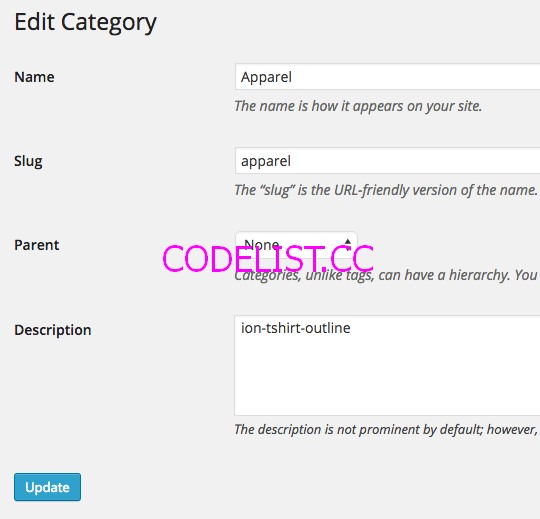 Edit Category
Name
Apparel
The name is how it appears on your site.
Slug
apparel
The “slug” is the URL-friendly version of the name.
Parent
None
CODELIST.CC
Categories, unlike tags, can have a hierarchy. You
Description
ion-tshirt-outline
The description is not prominent by default; however,
Update